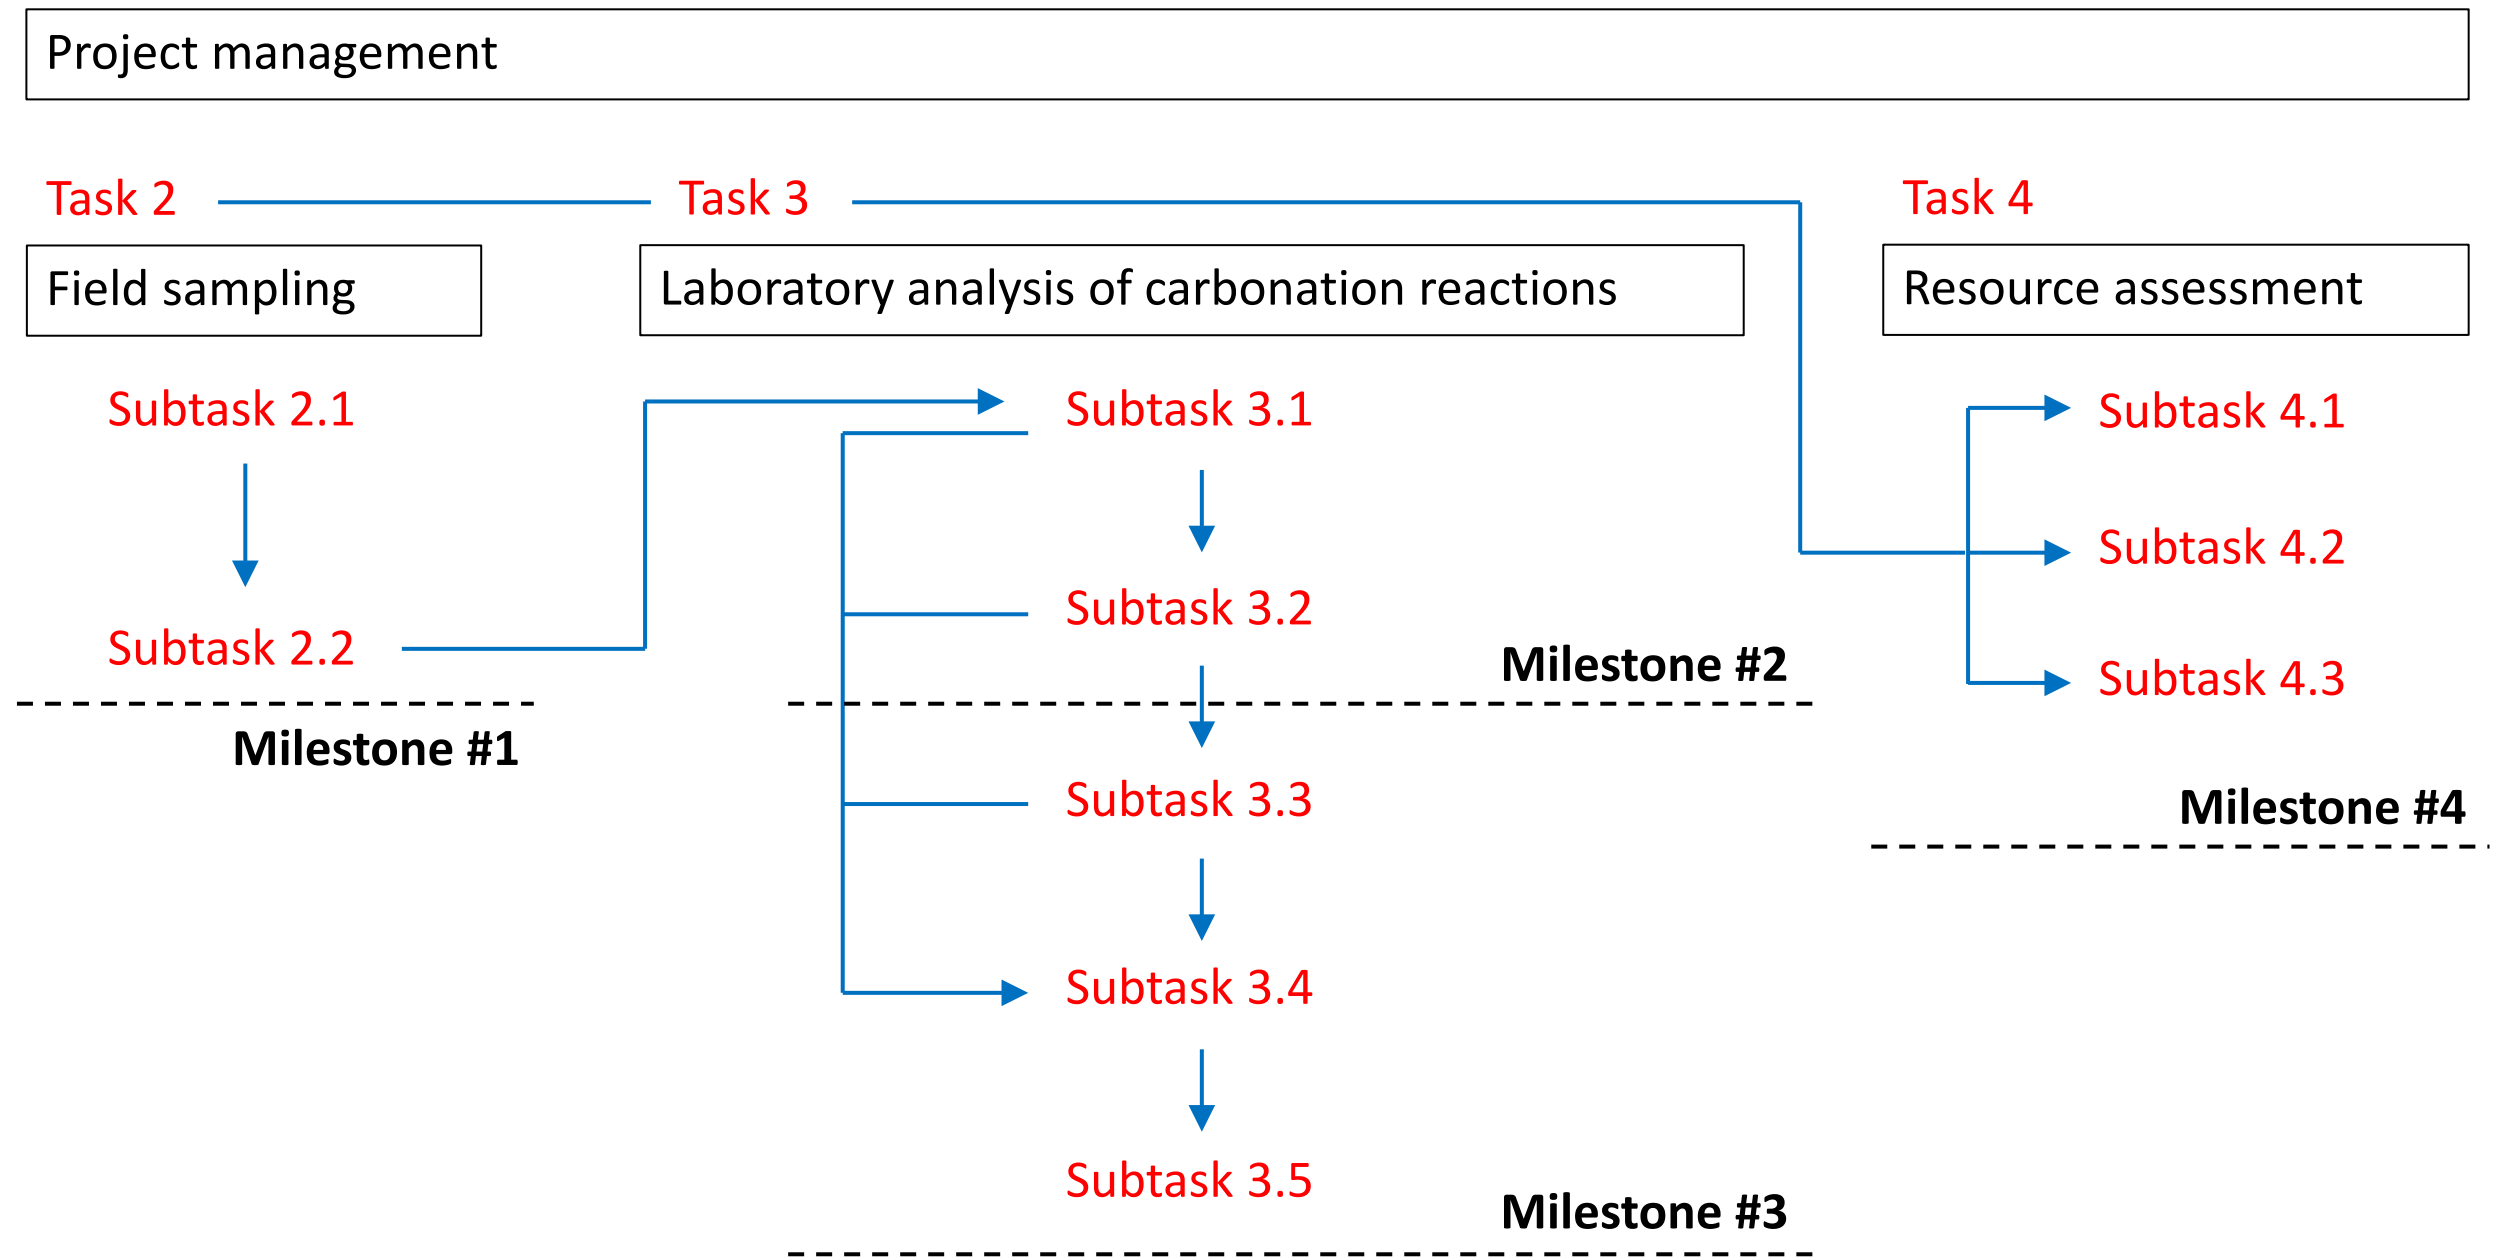 Project management
Task 2
Task 3
Task 4
Field sampling
Laboratory analysis of carbonation reactions
Resource assessment
Subtask 2.1
Subtask 3.1
Subtask 4.1
Subtask 4.2
Subtask 3.2
Subtask 2.2
Milestone #2
Subtask 4.3
Milestone #1
Subtask 3.3
Milestone #4
Subtask 3.4
Subtask 3.5
Milestone #3